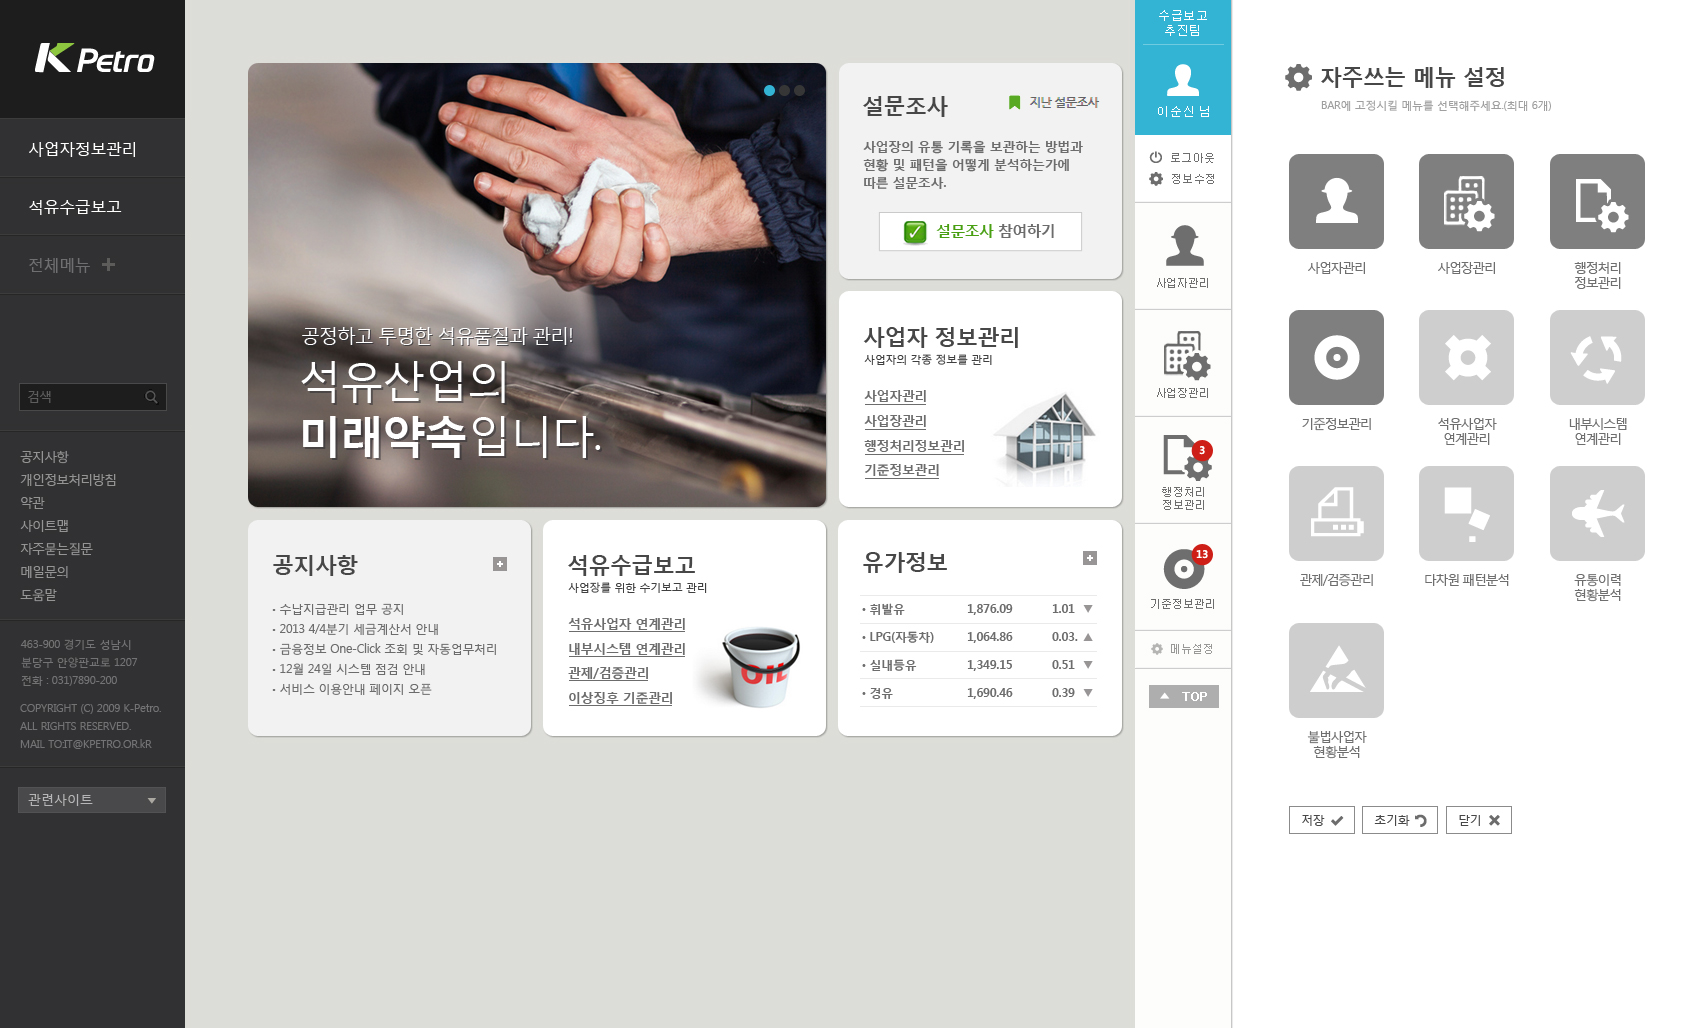 K Petro
사업자정보관리
석유수급보고
전체메뉴
검색
공지사항
개인정보처리방침
약관
사이트맵
자주묻는질문
메일문의
도움말
463-900 경기도 성남시
분당구 안양판교로 1207
전화 : 031)7890-200
COPYRIGHT (C) 2009 K-Petro.
ALL RIGHTS RESERVED.
MAIL TO:IT@KPETRO.OR.kR
관련사이트
공정하고 투명한 석유품질과 관리!
석유산업의
미래약속입니다.
설문조사
지난 설문조사
사업장의 유통 기록을 보관하는 방법과
현황 및 패턴을 어떻게 분석하는가에
따른 설문조사.
설문조사 참여하기
사업자 정보관리
사업자의 각종 정보를 관리
사업자관리
사업장관리
행정처리정보관리
기준정보관리
공지사항
• 수납지급관리 업무 공지
• 2013 4/4분기 세금계산서 안내
• 금융정보 One-Click 조회 및 자동업무처리
• 12월 24일 시스템 점검 안내
• 서비스 이용안내 페이지 오픈
석유수급보고
사업장를 위한 수기보고 관리
석유사업자 연계관리
내부시스템 연계관리
관제/검증관리
이상징후 기준관리
OIL
유가정보
• 휘발유 1,876.09 1.01 ▼
• LPG(자동차) 1,064.86 0.03. ▲
• 실내등유 1,349.15 0.51 ▼
• 경유 1,690.46 0.39 ▼
수급보고
추진팀
이순신 님
로그아웃
정보수정
사업자관리
사업장관리
3
행정처리
정보관리
13
기준정보관리
메뉴설정
▲ TOP
자주쓰는 메뉴 설정
BAR에 고정시킬 메뉴를 선택해주세요.(최대 6개)
사업자관리
사업장관리
행정처리
정보관리
기준정보관리
석유사업자
연계관리
내부시스템
연계관리
관제/검증관리
다차원 패턴분석
유통이력
현황분석
불법사업자
현황분석
저장
초기화
닫기